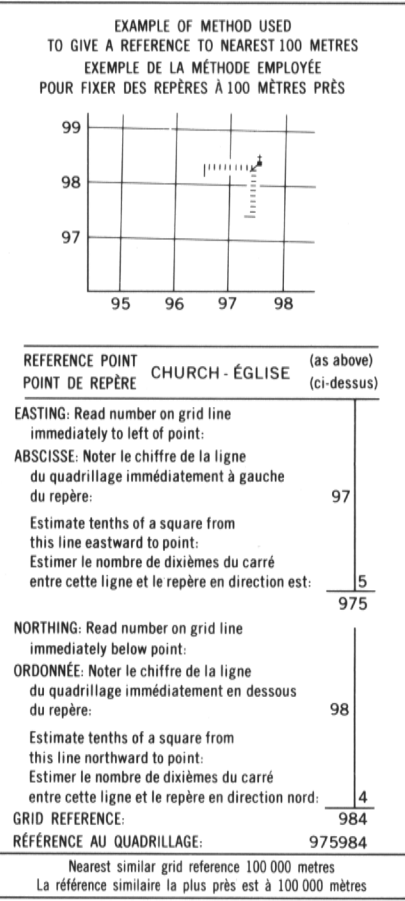 EXAMPLE OF METHOD USED
TO GIVE A REFERENCE TO NEAREST 100 METRES
EXEMPLE DE LA MÉTHODE EMPLOYÉE
POUR FIXER DES REPÈRES À 100 MÈTRES PRÈS
99
98
97
95 96 97 98
REFERENCE POINT
POINT DE REPÈRE
CHURCH - ÉGLISE
(as above)
(ci-dessus)
EASTING: Read number on grid line
immediately to left of point:
ABSCISSE: Noter le chiffre de la ligne
du quadrillage immédiatement à gauche
du repère: 97
Estimate tenths of a square from
this line eastward to point:
Estimer le nombre de dixièmes du carré
entre cette ligne et le repère en direction est: 5
975
NORTHING: Read number on grid line
immediately below point:
ORDONNÉE: Noter le chiffre de la ligne
du quadrillage immédiatement en dessous
du repère: 98
Estimate tenths of a square from
this line northward to point:
Estimer le nombre de dixièmes du carré
entre cette ligne et le repère en direction nord: 4
GRID REFERENCE: 984
RÉFÉRENCE AU QUADRILLAGE: 975984
Nearest similar grid reference 100 000 metres
La référence similaire la plus près est à 100 000 mètres